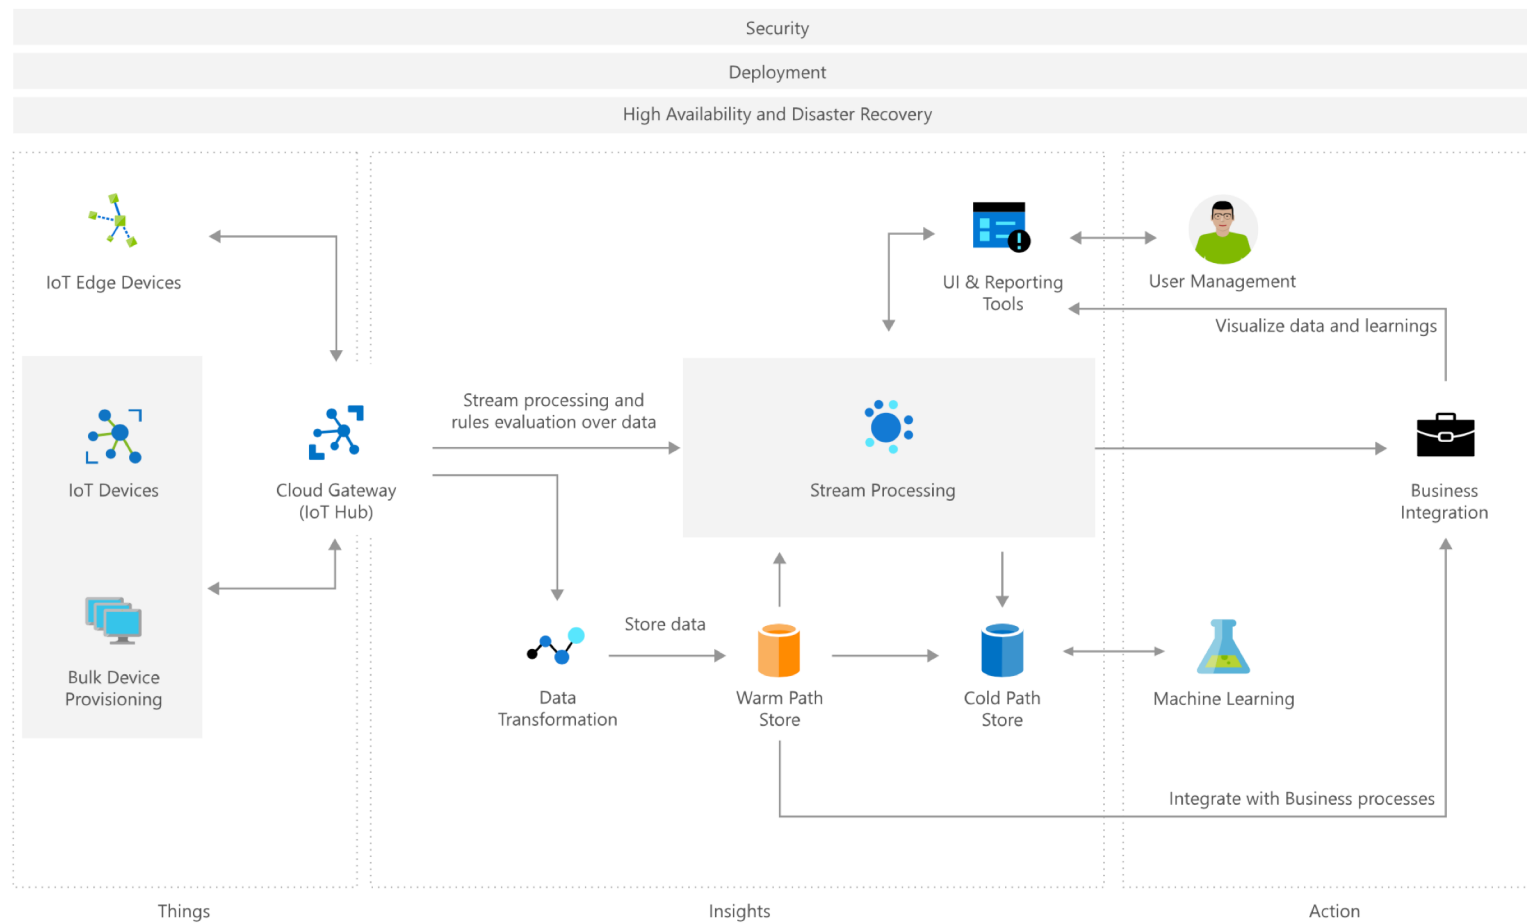 Security
Deployment
High Availability and Disaster Recovery
IoT Edge Devices
UI & Reporting
Tools
User Management
Visualize data and learnings
Stream processing and
rules evaluation over data
IoT Devices
Cloud Gateway
(IoT Hub)
Stream Processing
Business
Integration
Bulk Device
Provisioning
Store data
Data
Transformation
Warm Path
Store
Cold Path
Store
Machine Learning
Integrate with Business processes
Things
Insights
Action